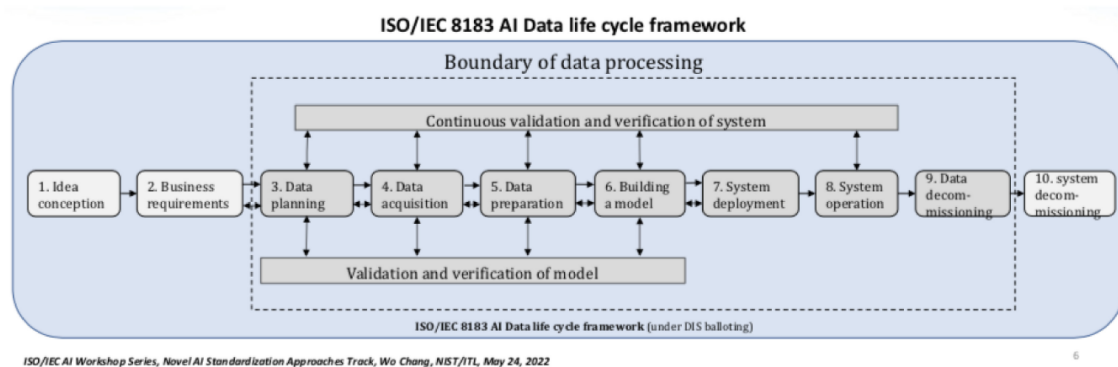 ISO/IEC 8183 AI Data life cycle framework
Boundary of data processing
Continuous validation and verification of system
1. Idea
conception
2. Business
requirements
3. Data
planning
4. Data
acquisition
5. Data
preparation
6. Building
a model
7. System
deployment
8. System
operation
9. Data
decom-
missioning
10. system
decom-
missioning
Validation and verification of model
ISO/IEC 8183 AI Data life cycle framework (under DIS balloting)
ISO/IEC AI Workshop Series, Novel AI Standardization Approaches Track, Wo Chang, NIST/ITL, May 24, 2022
6